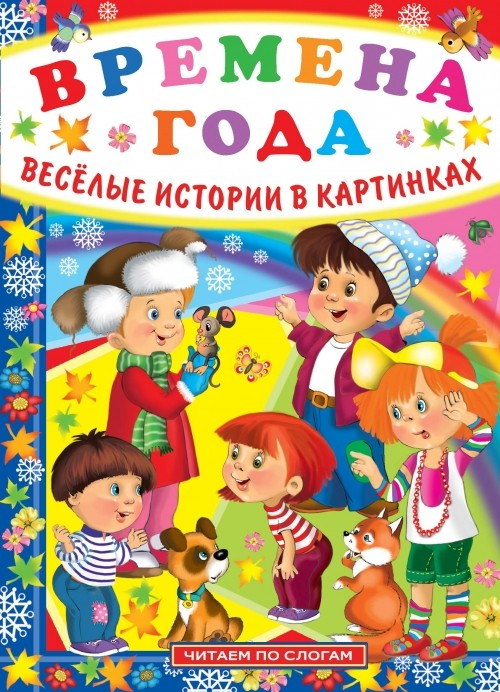 ВРЕМЕНА
ГОДА
ВЕСЁЛЫЕ ИСТОРИИ В КАРТИНКАХ
ЧИТАЕМ ПО СЛОГАМ